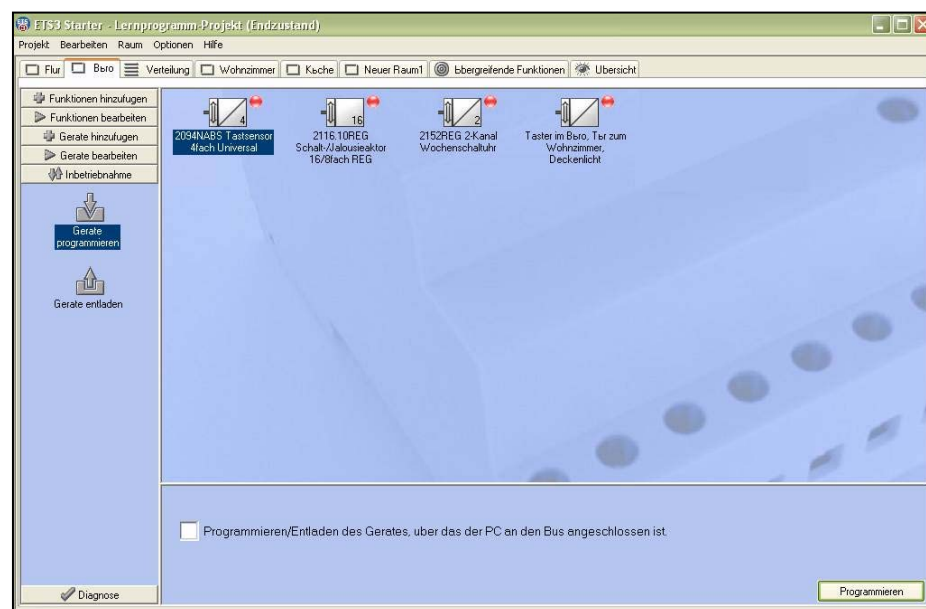 ETS3 Starter - Lernprogramm-Projekt (Endzustand)
Projekt Bearbeiten Raum Optionen Hilfe
Flur Вьго Verteilung Wohnzimmer Kьche Neuer Raum1 Ьbergreifende Funktionen Ubersicht
Funktionen hinzufugen
Funktionen bearbeiten
Gerate hinzufugen
Gerate bearbeiten
Inbetriebnahme
Gerate
programmieren
Gerate entladen
Diagnose
4
2094NABS Tastsensor
4fach Universal
16
2116.10REG
Schalt-/Jalousieaktor
16/8fach REG
2
2152REG 2-Kanal
Wochenschaltuhr
Taster im Bьro, Tьr zum
Wohnzimmer,
Deckenlicht
Programmieren/Entladen des Gerates, uber das der PC an den Bus angeschlossen ist.
Programmieren